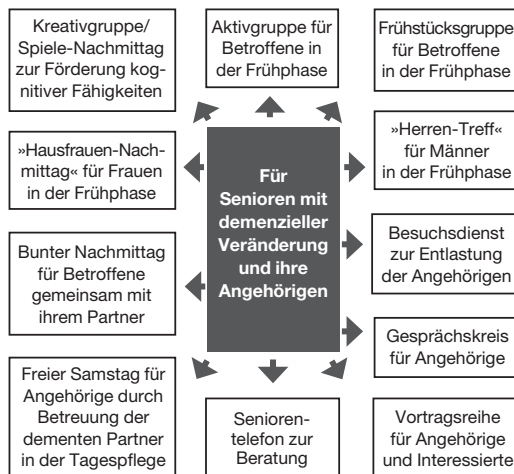 Kreativgruppe/
Spiele-Nachmittag
zur Förderung kog-
nitiver Fähigkeiten
Aktivgruppe für
Betroffene in
der Frühphase
Frühstücksgruppe
für Betroffene
in der Frühphase
»Hausfrauen-Nach-
mittag« für Frauen
in der Frühphase
Für
Senioren mit
demenzieller
Veränderung
und ihre
Angehörigen
»Herren-Treff«
für Männer
in der Frühphase
Bunter Nachmittag
für Betroffene
gemeinsam mit
ihrem Partner
Besuchsdienst
zur Entlastung
der Angehörigen
Gesprächskreis
für Angehörige
Freier Samstag für
Angehörige durch
Betreuung der
dementen Partner
in der Tagespflege
Senioren-
telefon zur
Beratung
Vortragsreihe
für Angehörige
und Interessierte